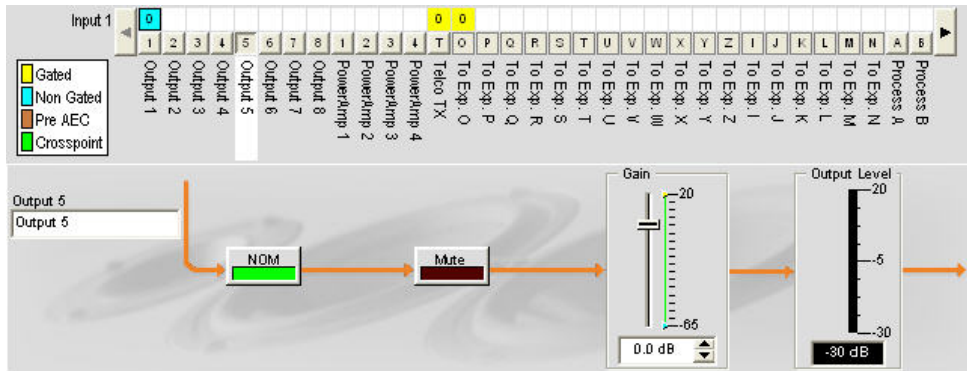 Input 1
0 0 0
1 2 3 4 5 6 7 8 1 2 3 4 T O P Q R S T U V W X Y Z I J K L M N A B
Output 1
Output 2
Output 3
Output 4
Output 5
Output 6
Output 7
Output 8
PowerAmp 1
PowerAmp 2
PowerAmp 3
PowerAmp 4
Telco TX
To Exp. O
To Exp. P
To Exp. Q
To Exp. R
To Exp. S
To Exp. T
To Exp. U
To Exp. V
To Exp. W
To Exp. X
To Exp. Y
To Exp. Z
To Exp. I
To Exp. J
To Exp. K
To Exp. L
To Exp. M
To Exp. N
Process A
Process B
Gated
Non Gated
Pre AEC
Crosspoint
Output 5
Output 5
NOM
Mute
Gain
20
-65
0.0 dB
Output Level
20
-5
-30
-30 dB